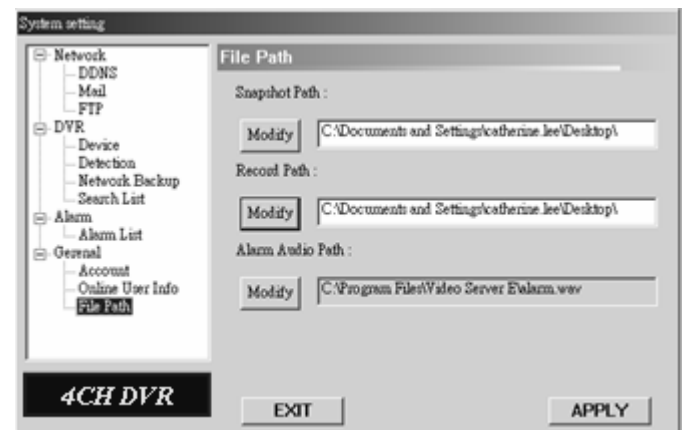 System setting
Network
DDNS
Mail
FTP
DVR
Device
Detection
Network Backup
Search List
Alarm
Alarm List
Gerenal
Account
Online User Info
File Path
4CH DVR
File Path
Snapshot Path :
Modify C:\Documents and Settings\catherine.lee\Desktop\
Record Path :
Modify C:\Documents and Settings\catherine.lee\Desktop\
Alarm Audio Path :
Modify C:\Program Files\Video Server E\alarm.wav
EXIT APPLY